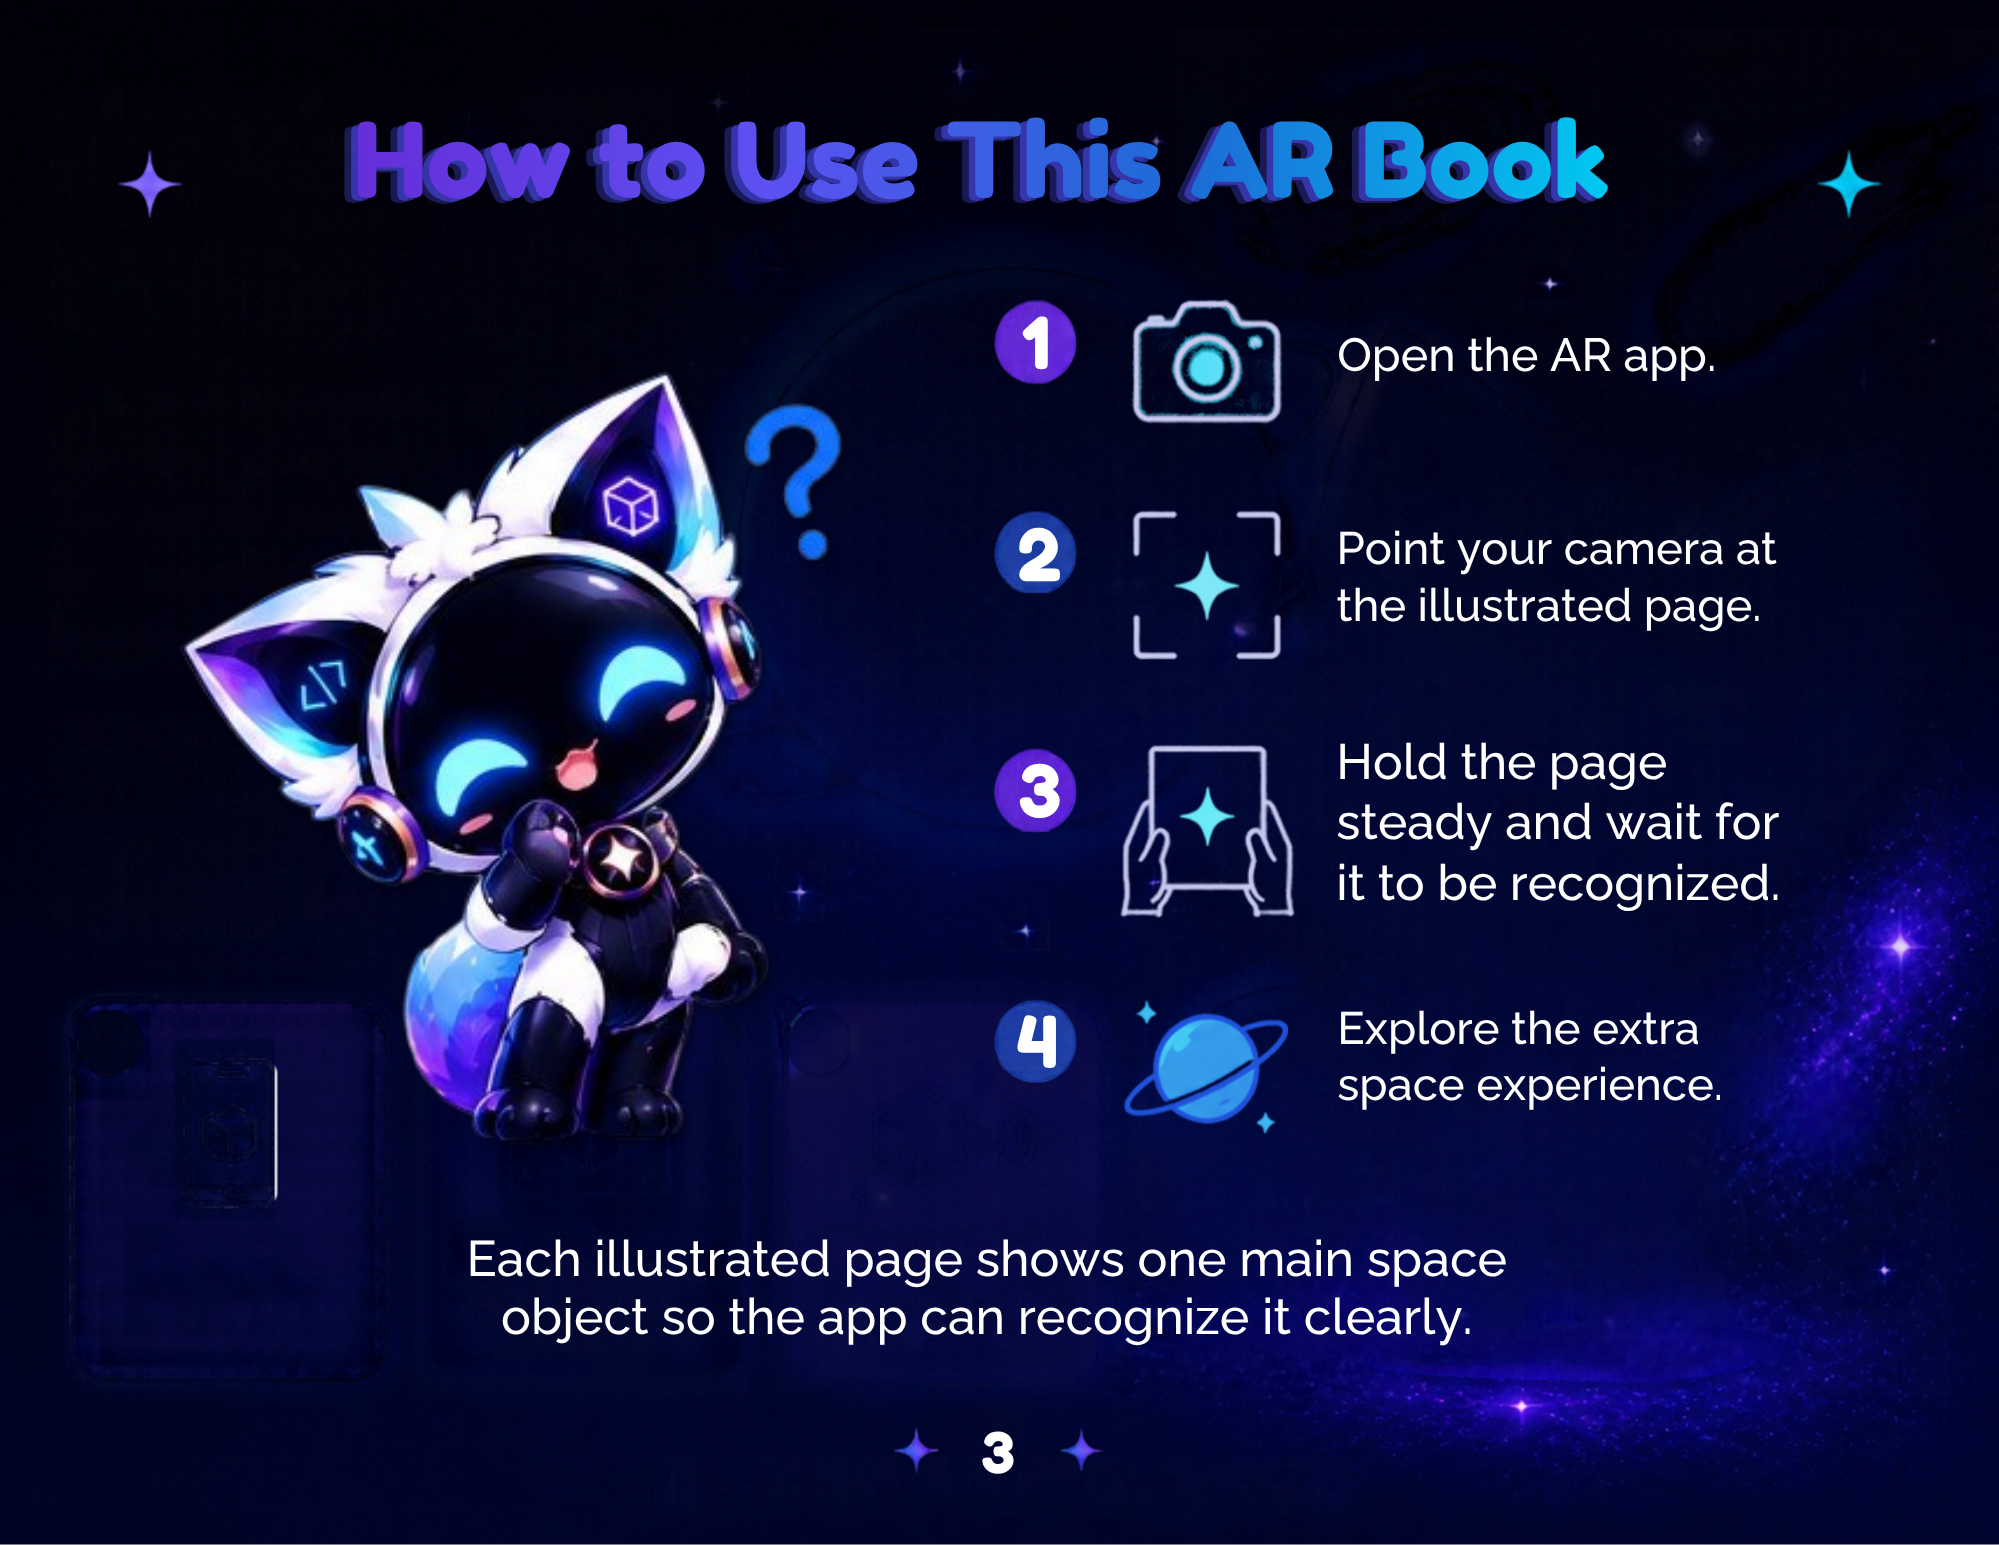 How to Use This AR Book
1
Open the AR app.
2
Point your camera at
the illustrated page.
3
Hold the page
steady and wait for
it to be recognized.
4
Explore the extra
space experience.
Each illustrated page shows one main space
object so the app can recognize it clearly.
3